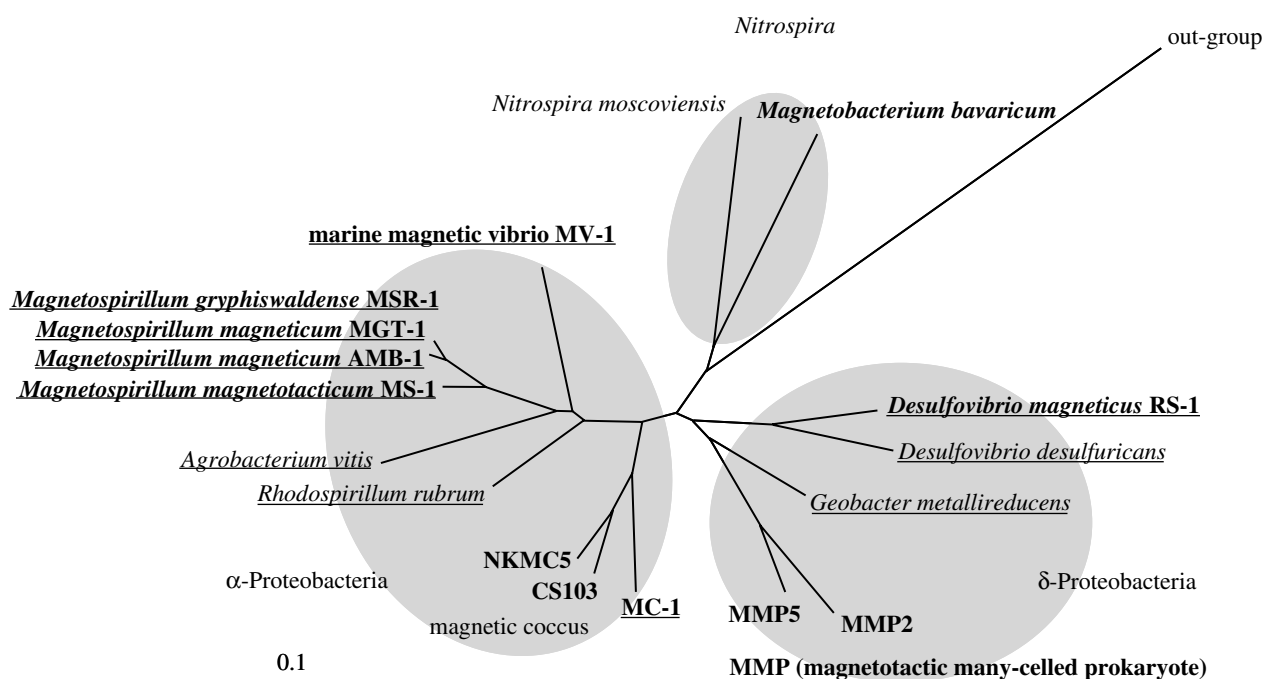 Nitrospira
out-group
Nitrospira moscoviensis
Magnetobacterium bavaricum
marine magnetic vibrio MV-1
Magnetospirillum gryphiswaldense MSR-1
Magnetospirillum magneticum MGT-1
Magnetospirillum magneticum AMB-1
Magnetospirillum magnetotacticum MS-1
Desulfovibrio magneticus RS-1
Agrobacterium vitis
Desulfovibrio desulfuricans
Rhodospirillum rubrum
Geobacter metallireducens
NKMC5
α-Proteobacteria
δ-Proteobacteria
CS103
MC-1
MMP5
MMP2
magnetic coccus
0.1
MMP (magnetotactic many-celled prokaryote)